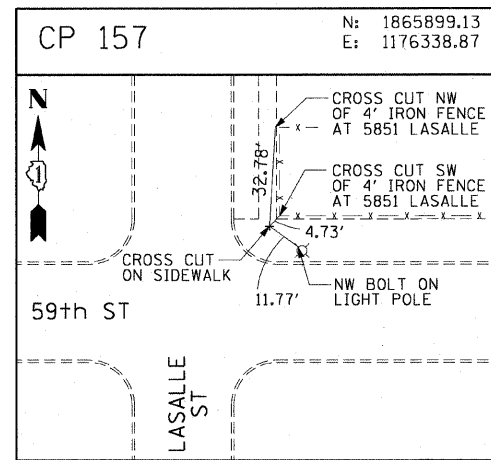 CP 157
N: 1865899.13
E: 1176338.87
N
1
CROSS CUT NW
OF 4' IRON FENCE
AT 5851 LASALLE
32.78'
CROSS CUT SW
OF 4' IRON FENCE
AT 5851 LASALLE
4.73'
CROSS CUT
ON SIDEWALK
NW BOLT ON
LIGHT POLE
11.77'
59th ST
LASALLE
ST